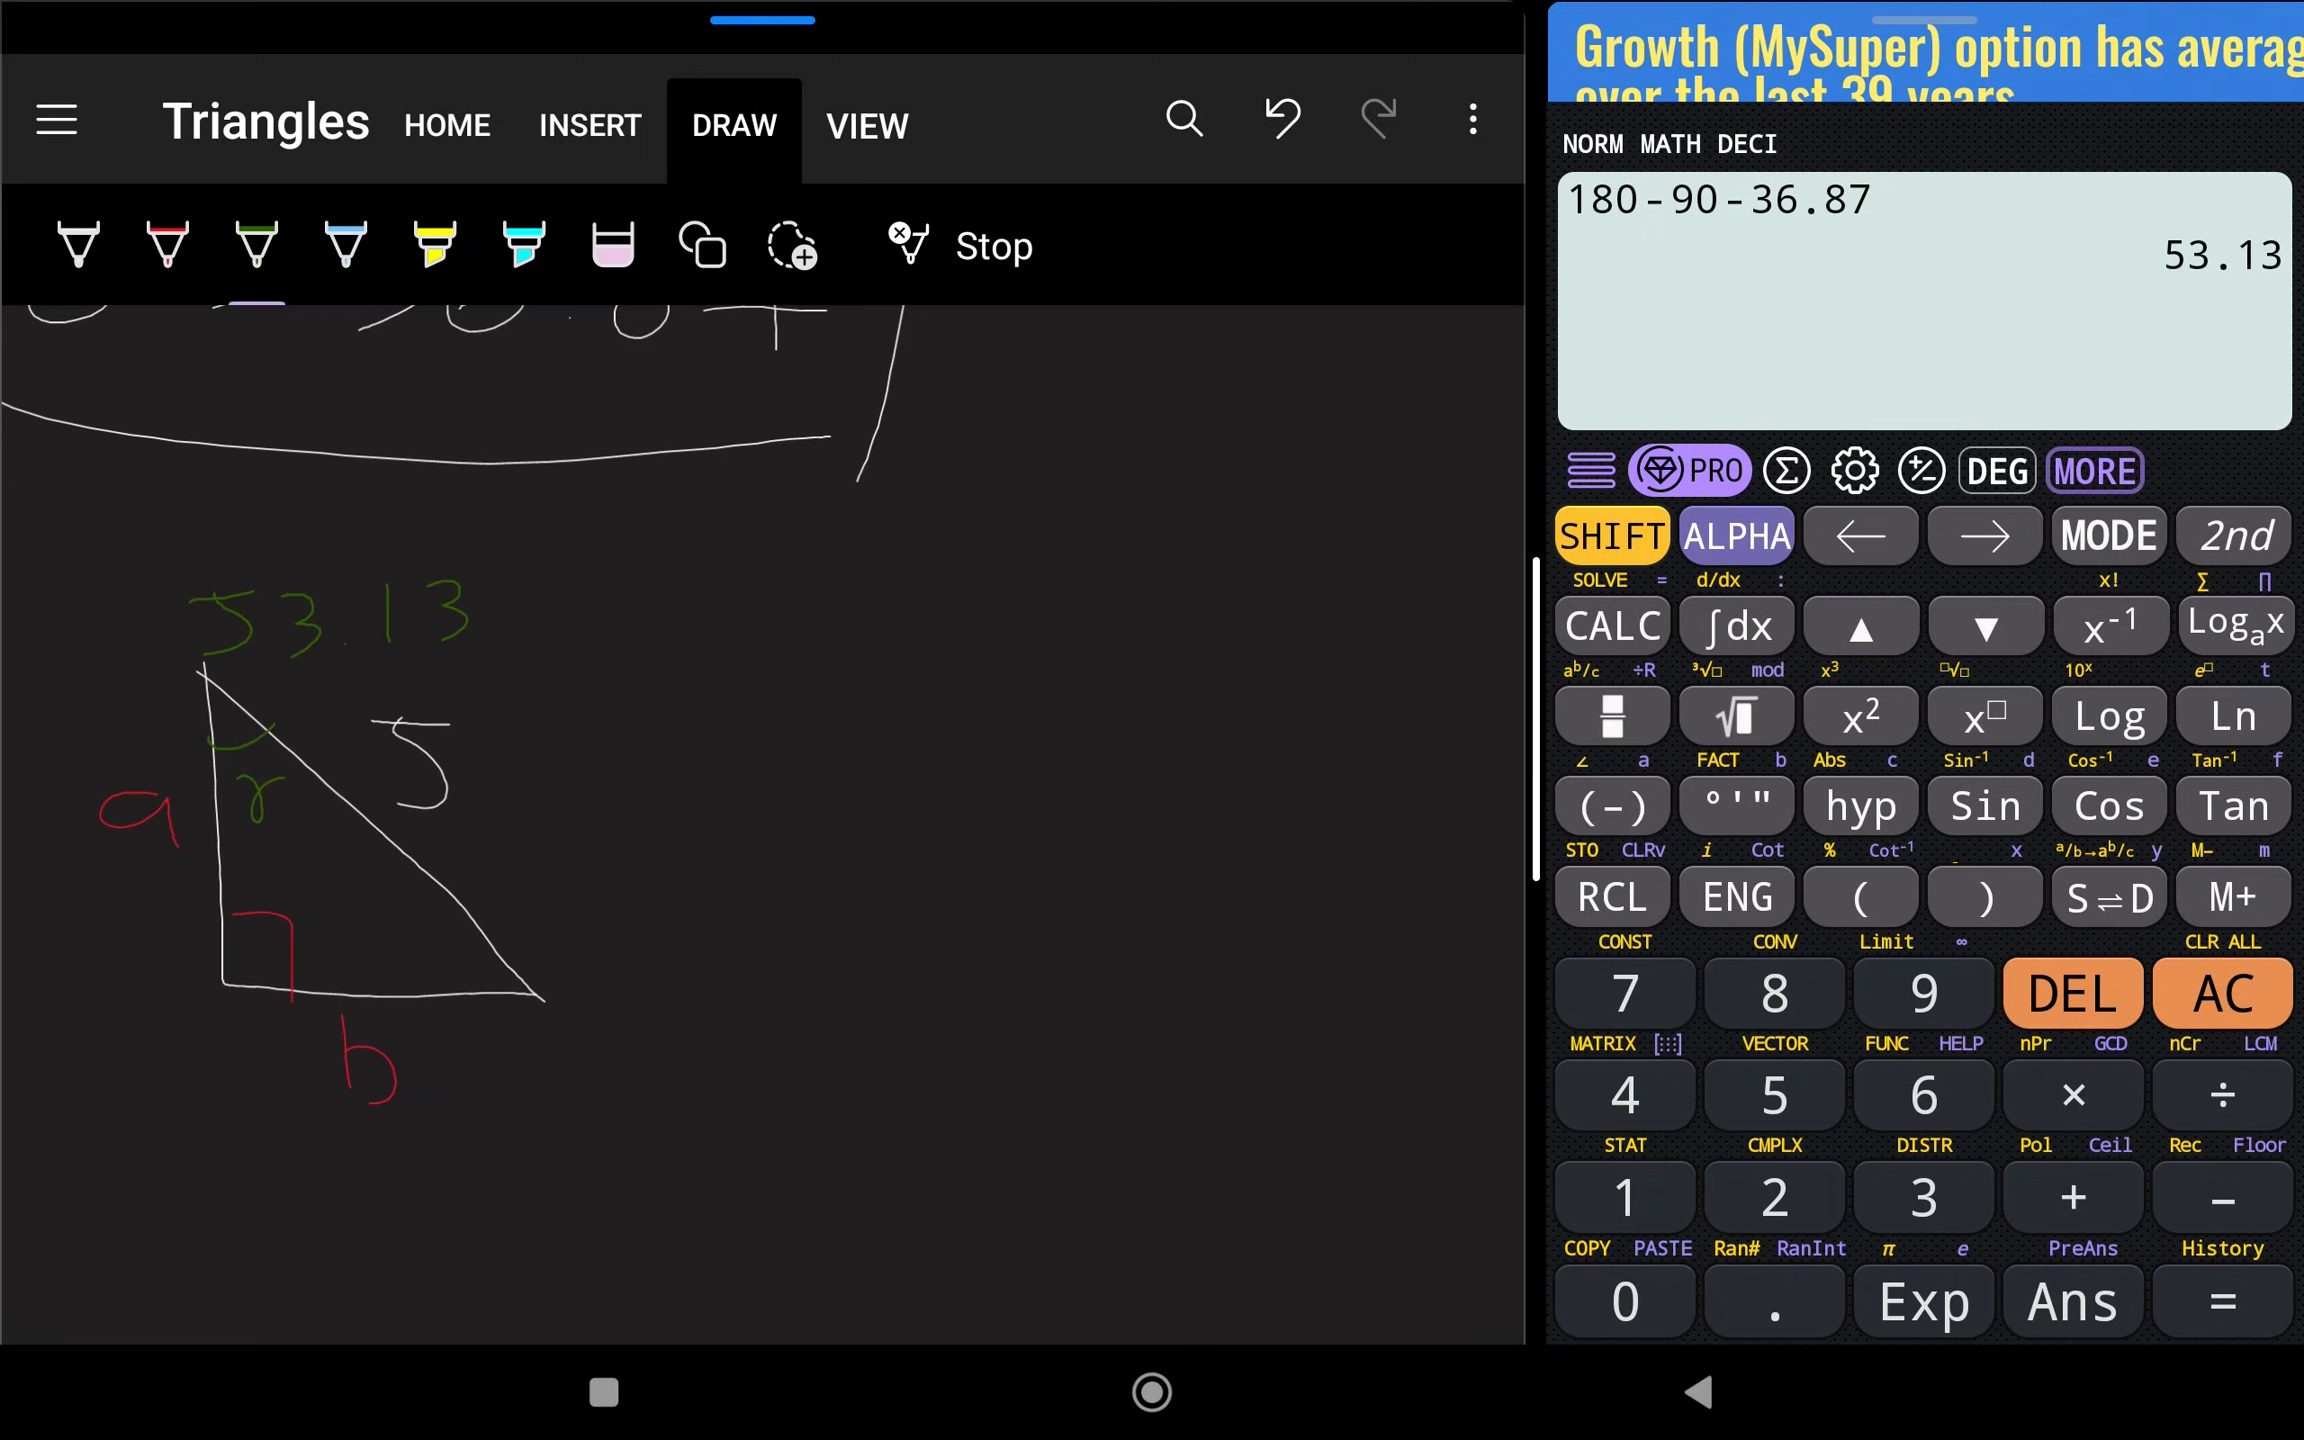 Triangles HOME INSERT DRAW VIEW
Stop
53.13
5
a
γ
b
Growth (MySuper) option has averag
over the last 39 years
NORM MATH DECI
180-90-36.87
53.13
PRO Σ DEG MORE
SHIFT ALPHA ← → MODE 2nd
SOLVE = d/dx : x! Σ ∏
CALC ∫dx ▲ ▼ x⁻¹ Logₐx
aᵇ/c ÷R ³√□ mod x³ □√□ 10ˣ e□ t
√ x² x□ Log Ln
∠ a FACT b Abs c Sin⁻¹ d Cos⁻¹ e Tan⁻¹ f
(-) °'" hyp Sin Cos Tan
STO CLRv i Cot % Cot⁻¹ x a/b→aᵇ/c y M- m
RCL ENG ( ) S⇌D M+
CONST CONV Limit ∞ CLR ALL
7 8 9 DEL AC
MATRIX VECTOR FUNC HELP nPr GCD nCr LCM
4 5 6 × ÷
STAT CMPLX DISTR Pol Ceil Rec Floor
1 2 3 + −
COPY PASTE Ran# RanInt π e PreAns History
0 . Exp Ans =